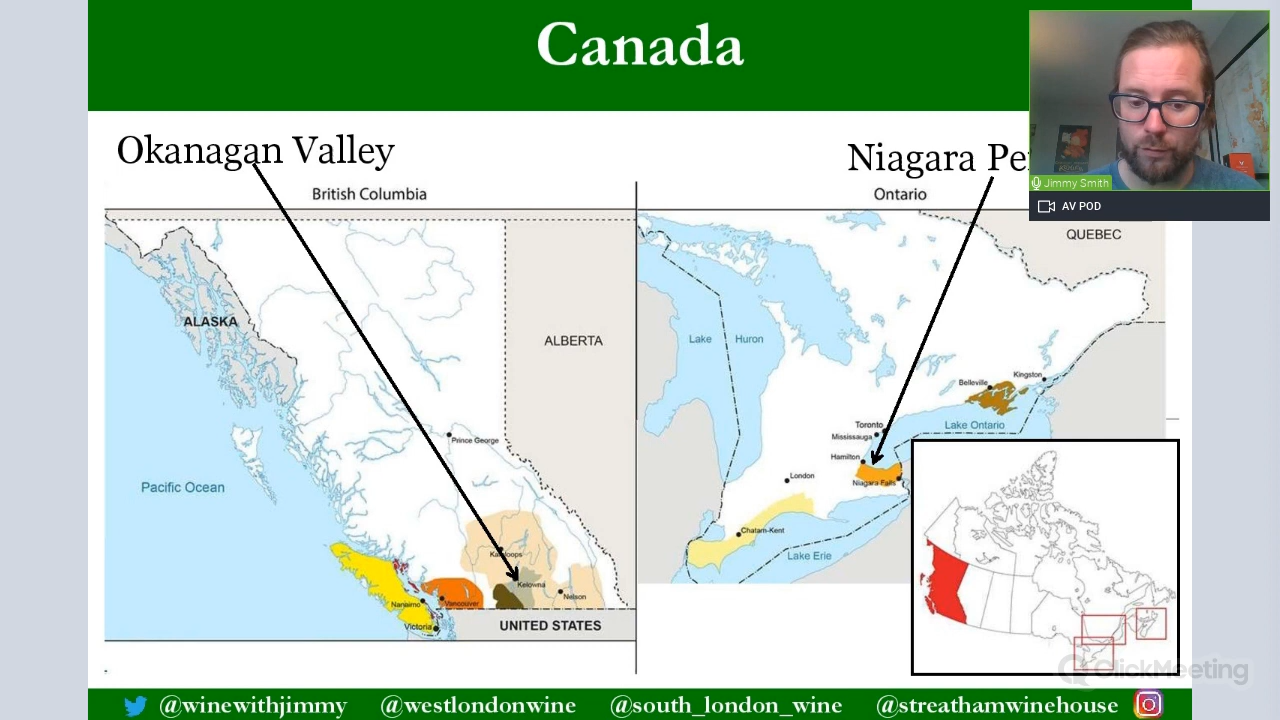 Canada
Okanagan Valley
Niagara Pe
Jimmy Smith
AV POD
British Columbia
Ontario
QUEBEC
ALASKA
ALBERTA
Lake Huron
Kingston
Belleville
Toronto
Mississauga
Lake Ontario
Prince George
Hamilton
London
Niagara Falls
Pacific Ocean
Chatam-Kent
Lake Erie
Kamloops
Kelowna
Nelson
Nanaimo
Vancouver
Victoria
UNITED STATES
ClickMeeting
@winewithjimmy @westlondonwine @south_london_wine @streathamwinehouse